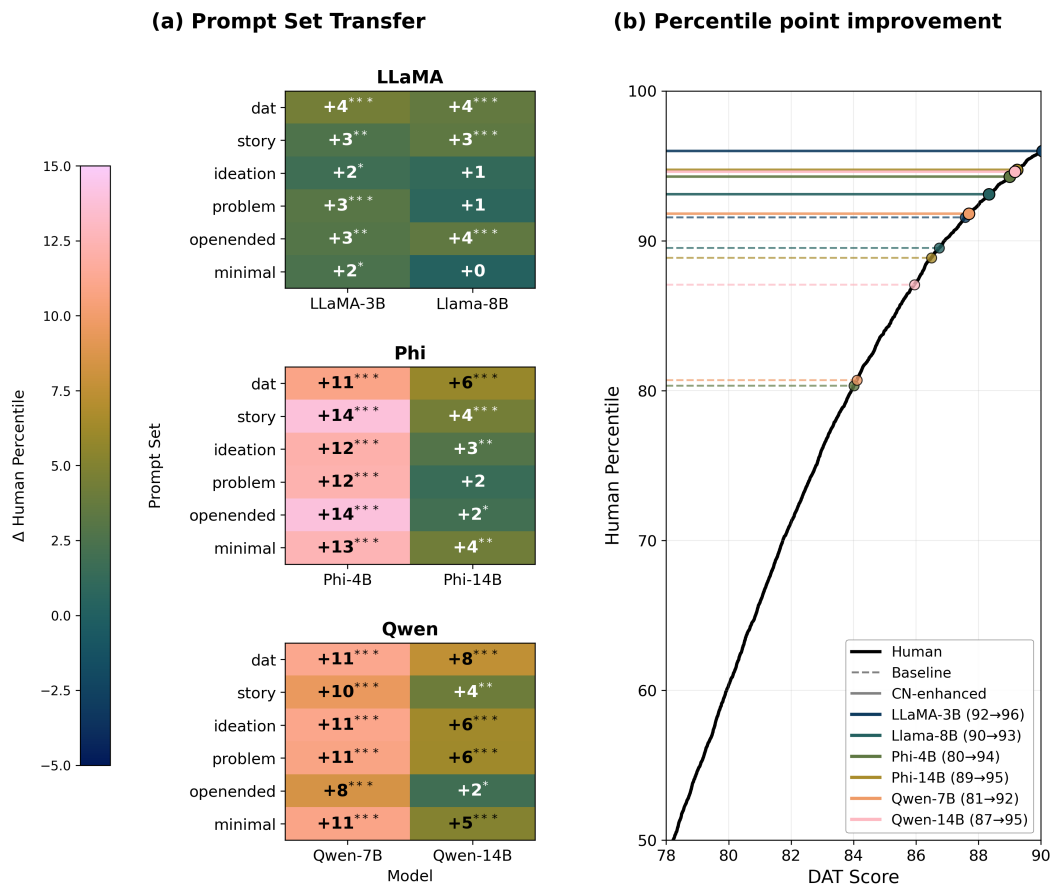 (a) Prompt Set Transfer
(b) Percentile point improvement
15.0
12.5
10.0
7.5
5.0
2.5
0.0
−2.5
−5.0
Δ Human Percentile
Prompt Set
LLaMA
dat +4*** +4***
story +3** +3***
ideation +2* +1
problem +3*** +1
openended +3** +4***
minimal +2* +0
LLaMA-3B Llama-8B
Phi
dat +11*** +6***
story +14*** +4***
ideation +12*** +3**
problem +12*** +2
openended +14*** +2*
minimal +13*** +4**
Phi-4B Phi-14B
Qwen
dat +11*** +8***
story +10*** +4**
ideation +11*** +6***
problem +11*** +6***
openended +8*** +2*
minimal +11*** +5***
Qwen-7B Qwen-14B
Model
Human Percentile
100
90
80
70
60
50
78 80 82 84 86 88 90
DAT Score
Human
Baseline
CN-enhanced
LLaMA-3B (92→96)
Llama-8B (90→93)
Phi-4B (80→94)
Phi-14B (89→95)
Qwen-7B (81→92)
Qwen-14B (87→95)